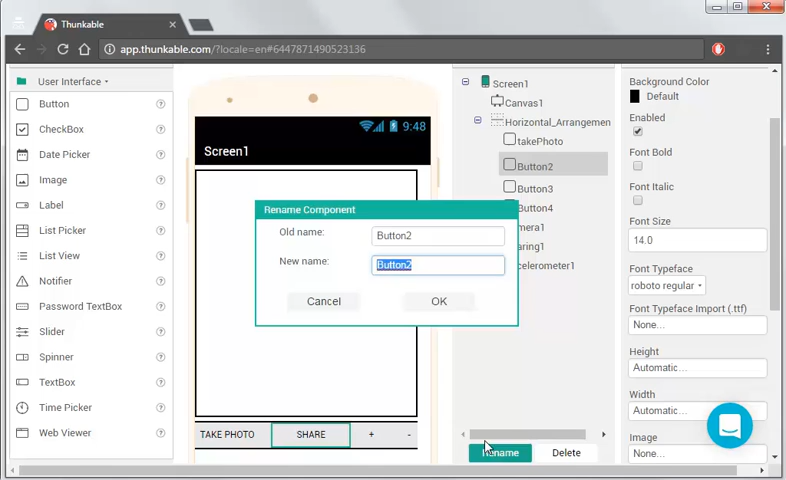 Thunkable
app.thunkable.com/?locale=en#6447871490523136
User Interface
Button
CheckBox
Date Picker
Image
Label
List Picker
List View
Notifier
Password TextBox
Slider
Spinner
TextBox
Time Picker
Web Viewer
9:48
Screen1
TAKE PHOTO
SHARE
+
-
Rename Component
Old name:
Button2
New name:
Button2
Cancel
OK
Screen1
Canvas1
Horizontal_Arrangemen
takePhoto
Button2
Button3
Button4
mera1
aring1
celerometer1
Rename
Delete
Background Color
Default
Enabled
Font Bold
Font Italic
Font Size
14.0
Font Typeface
roboto regular
Font Typeface Import (.ttf)
None...
Height
Automatic...
Width
Automatic...
Image
None...